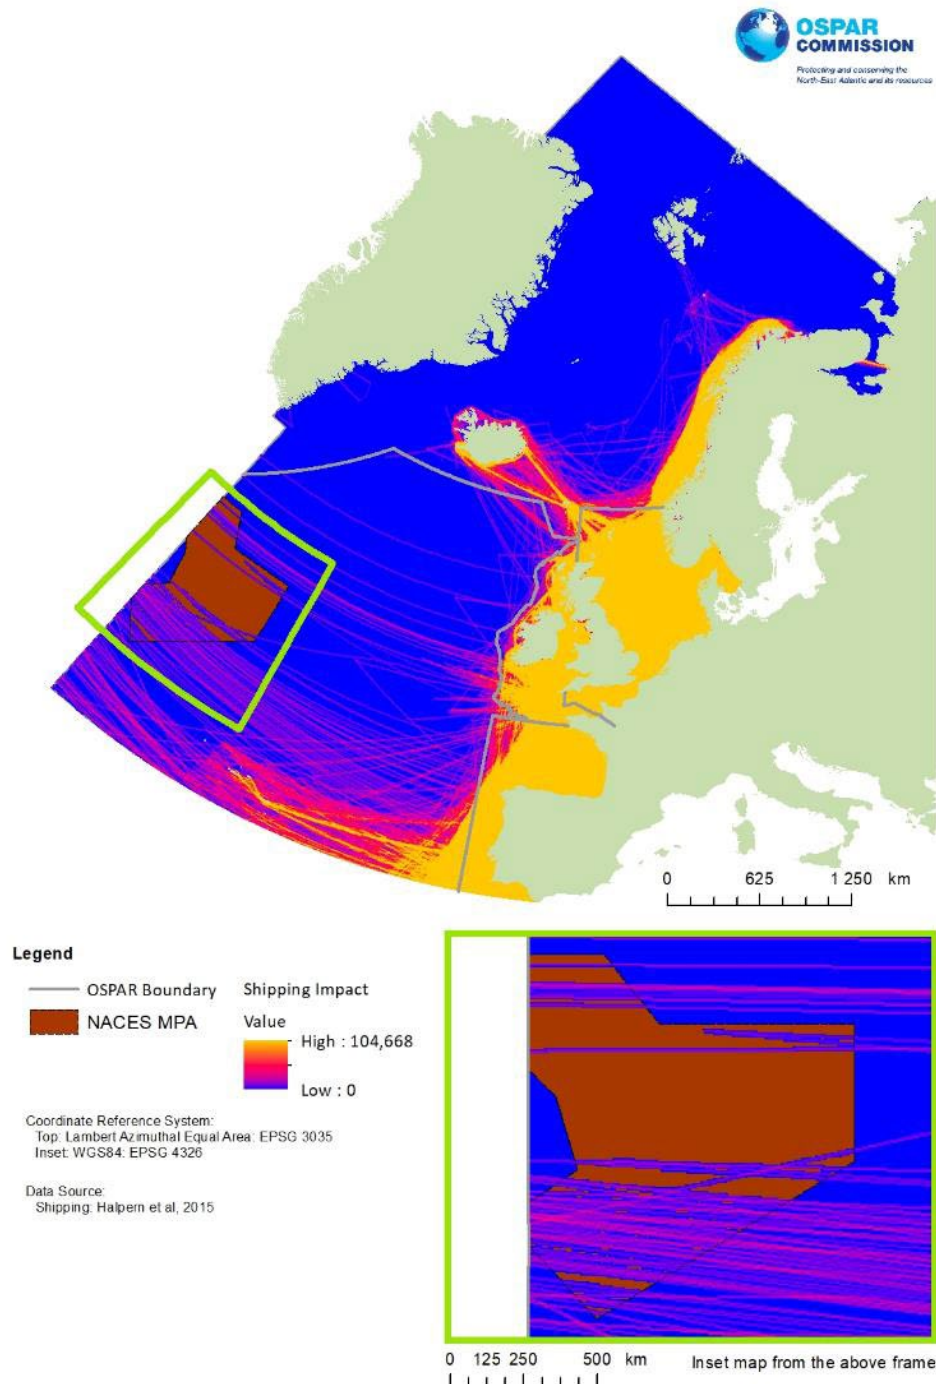 OSPAR
COMMISSION
Protecting and conserving the
North-East Atlantic and its resources
0 625 1 250 km
Legend
OSPAR Boundary
NACES MPA
Shipping Impact
Value
High : 104,668
Low : 0
Coordinate Reference System:
Top: Lambert Azimuthal Equal Area: EPSG 3035
Inset: WGS84: EPSG 4326
Data Source:
Shipping: Halpern et al, 2015
0 125 250 500 km
Inset map from the above frame